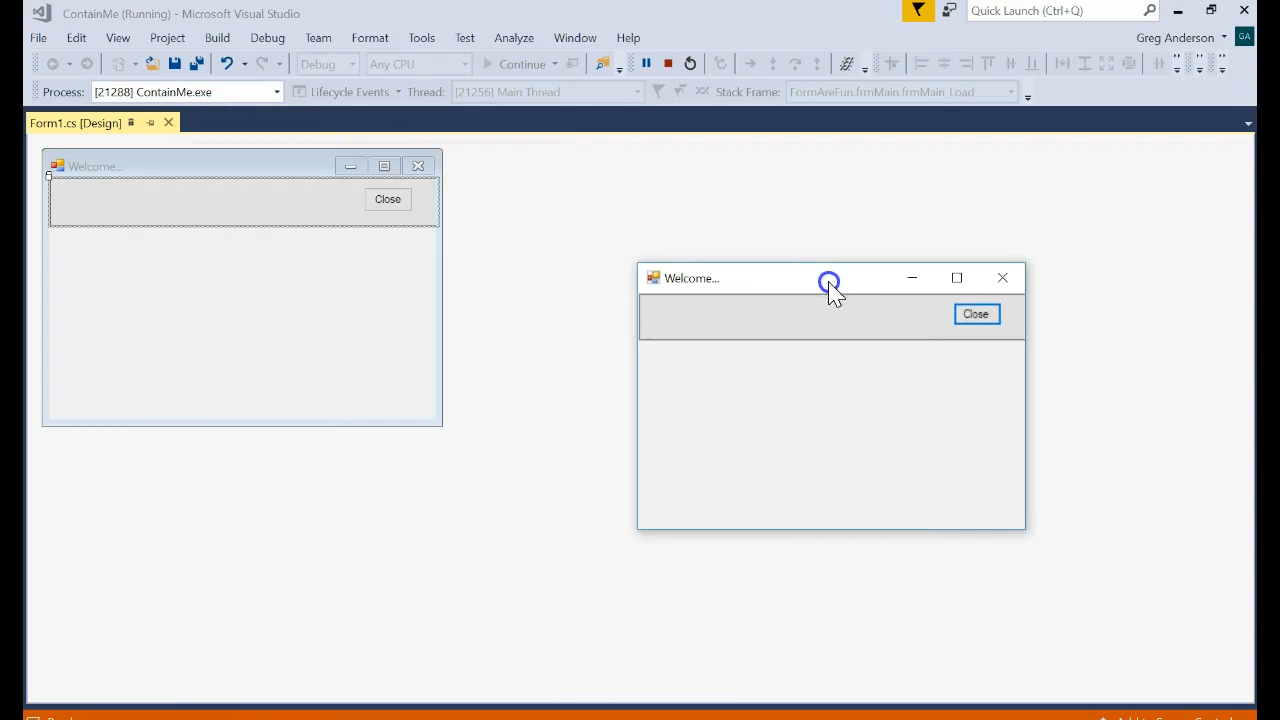 ContainMe (Running) - Microsoft Visual Studio
Quick Launch (Ctrl+Q)
File Edit View Project Build Debug Team Format Tools Test Analyze Window Help
Greg Anderson GA
Debug Any CPU Continue
Process: [21288] ContainMe.exe Lifecycle Events Thread: [21256] Main Thread Stack Frame: FormAreFun.frmMain.frmMain_Load
Form1.cs [Design]
Welcome...
Close
Welcome...
Close